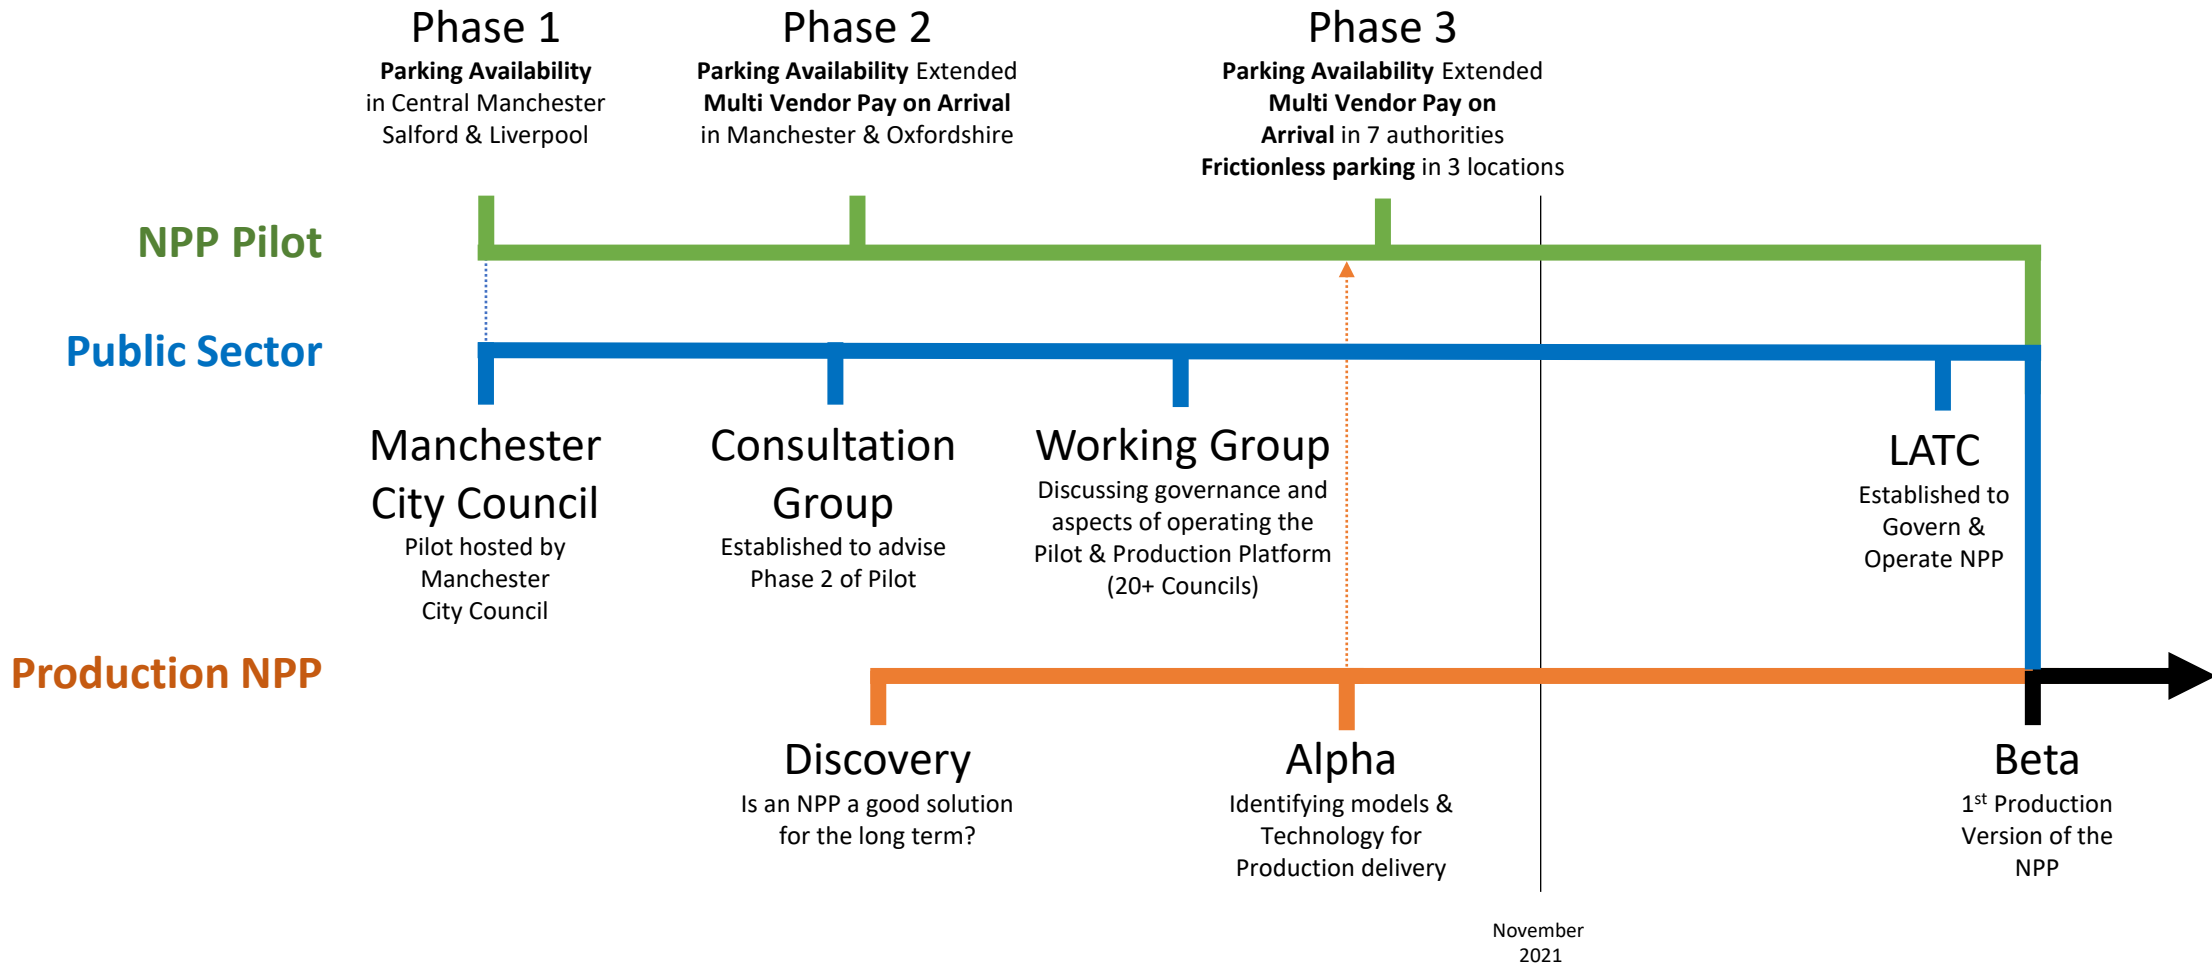 Phase 1
Parking Availability
in Central Manchester
Salford & Liverpool
Phase 2
Parking Availability Extended
Multi Vendor Pay on Arrival
in Manchester & Oxfordshire
Phase 3
Parking Availability Extended
Multi Vendor Pay on
Arrival in 7 authorities
Frictionless parking in 3 locations
NPP Pilot
Public Sector
Manchester
City Council
Pilot hosted by
Manchester
City Council
Consultation
Group
Established to advise
Phase 2 of Pilot
Working Group
Discussing governance and
aspects of operating the
Pilot & Production Platform
(20+ Councils)
LATC
Established to
Govern &
Operate NPP
Production NPP
Discovery
Is an NPP a good solution
for the long term?
Alpha
Identifying models &
Technology for
Production delivery
Beta
1st Production
Version of the
NPP
November
2021